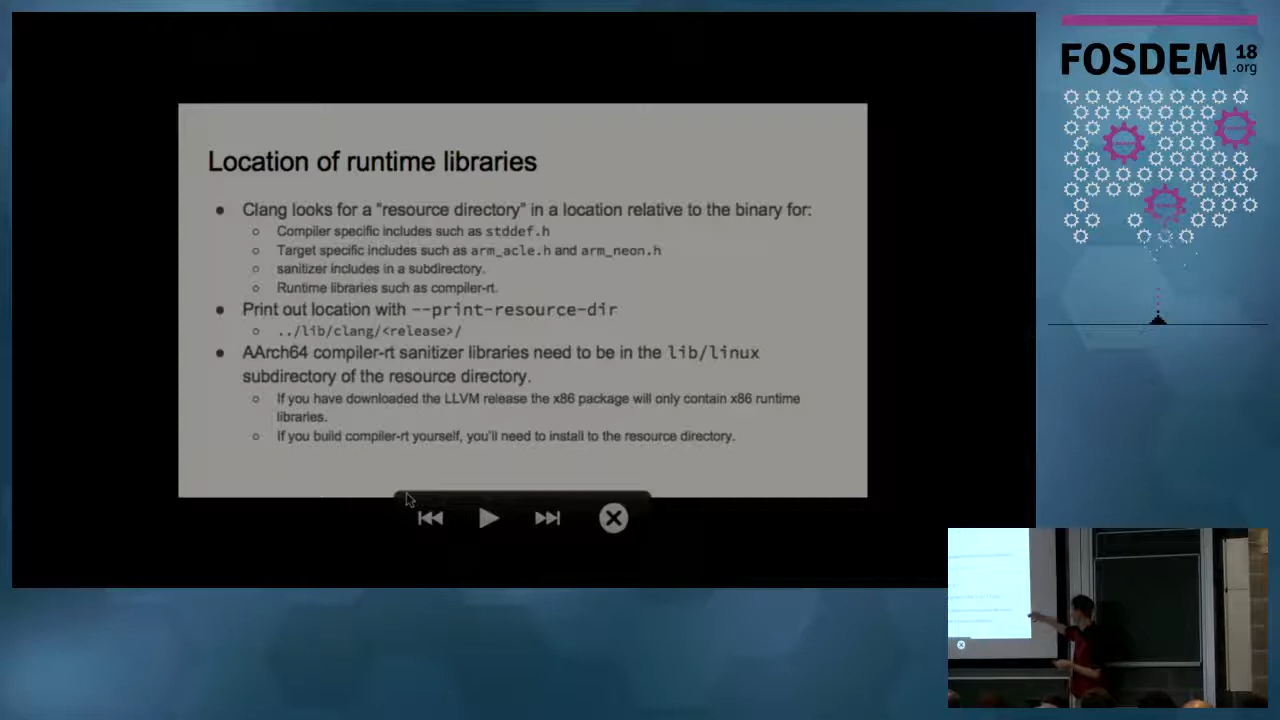 FOSDEM 18
.org
Location of runtime libraries
Clang looks for a “resource directory” in a location relative to the binary for:
Compiler specific includes such as stddef.h
Target specific includes such as arm_acle.h and arm_neon.h
sanitizer includes in a subdirectory.
Runtime libraries such as compiler-rt.
Print out location with --print-resource-dir
../lib/clang/<release>/
AArch64 compiler-rt sanitizer libraries need to be in the lib/linux
subdirectory of the resource directory.
If you have downloaded the LLVM release the x86 package will only contain x86 runtime
libraries.
If you build compiler-rt yourself, you’ll need to install to the resource directory.